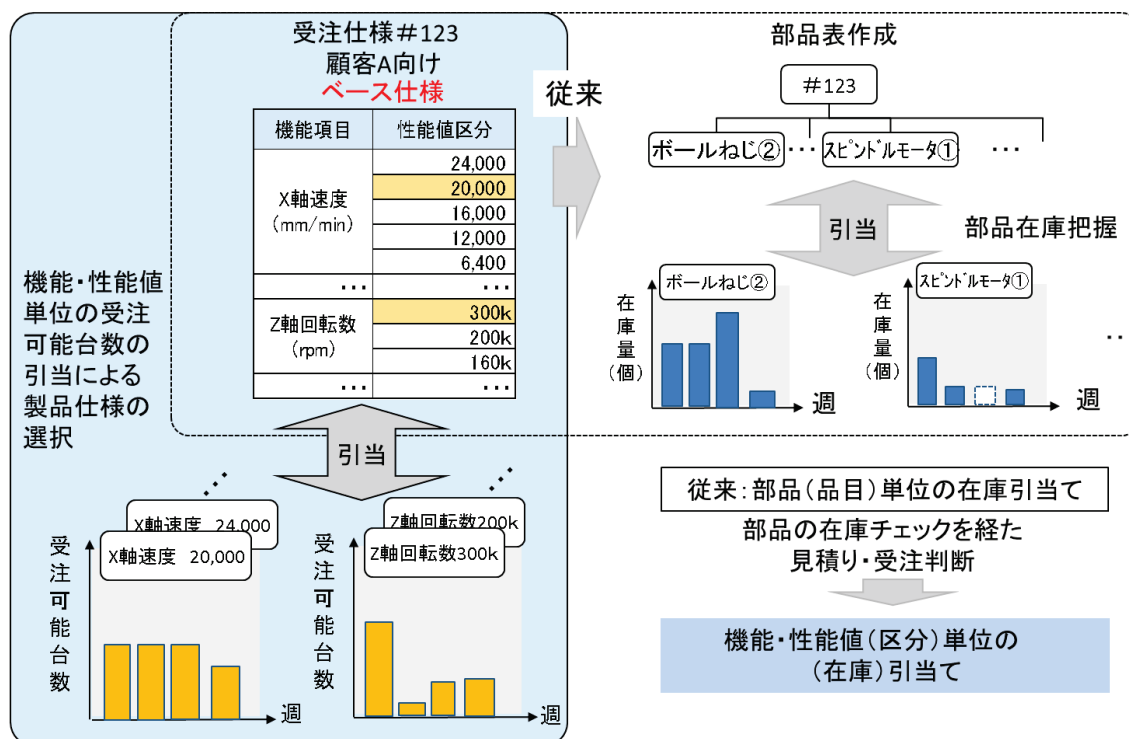 受注仕様＃123
顧客A向け
ベース仕様
機能項目
性能値区分
X軸速度
(mm/min)
24,000
20,000
16,000
12,000
6,400
…
…
Z軸回転数
(rpm)
300k
200k
160k
…
…
機能・性能値
単位の受注
可能台数の
引当による
製品仕様の
選択
引当
X軸速度 24,000
X軸速度 20,000
受注可能台数
週
Z軸回転数200k
Z軸回転数300k
受注可能台数
週
従来
部品表作成
＃123
ボールねじ②
…
ｽﾋﾟﾝﾄﾞﾙモータ①
…
引当
部品在庫把握
ボールねじ②
在庫量(個)
週
ｽﾋﾟﾝﾄﾞﾙﾓｰﾀ①
在庫量(個)
週
‥
従来：部品（品目）単位の在庫引当て
部品の在庫チェックを経た
見積り・受注判断
機能・性能値（区分）単位の
（在庫）引当て